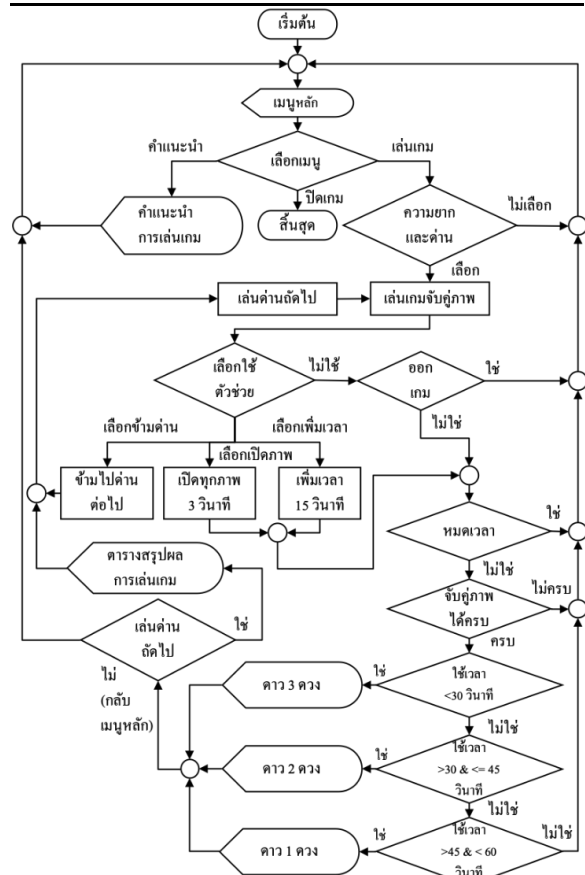 เริ่มต้น
เมนูหลัก
คำแนะนำ
เลือกเมนู
เล่นเกม
ปิดเกม
คำแนะนำ
การเล่นเกม
สิ้นสุด
ความยาก
และด่าน
ไม่เลือก
เลือก
เล่นด่านถัดไป
เล่นเกมจับคู่ภาพ
เลือกใช้
ตัวช่วย
ไม่ใช้
ออก
เกม
ใช่
ไม่ใช่
เลือกข้ามด่าน
เลือกเปิดภาพ
เลือกเพิ่มเวลา
ข้ามไปด่าน
ต่อไป
เปิดทุกภาพ
3 วินาที
เพิ่มเวลา
15 วินาที
หมดเวลา
ใช่
ไม่ใช่
ตารางสรุปผล
การเล่นเกม
จับคู่ภาพ
ได้ครบ
ไม่ครบ
ครบ
เล่นด่าน
ถัดไป
ใช่
ไม่
(กลับ
เมนูหลัก)
ดาว 3 ดวง
ใช่
ใช้เวลา
<30 วินาที
ไม่ใช่
ดาว 2 ดวง
ใช่
ใช้เวลา
>30 & <= 45
วินาที
ไม่ใช่
ดาว 1 ดวง
ใช่
ใช้เวลา
>45 & < 60
วินาที
ไม่ใช่